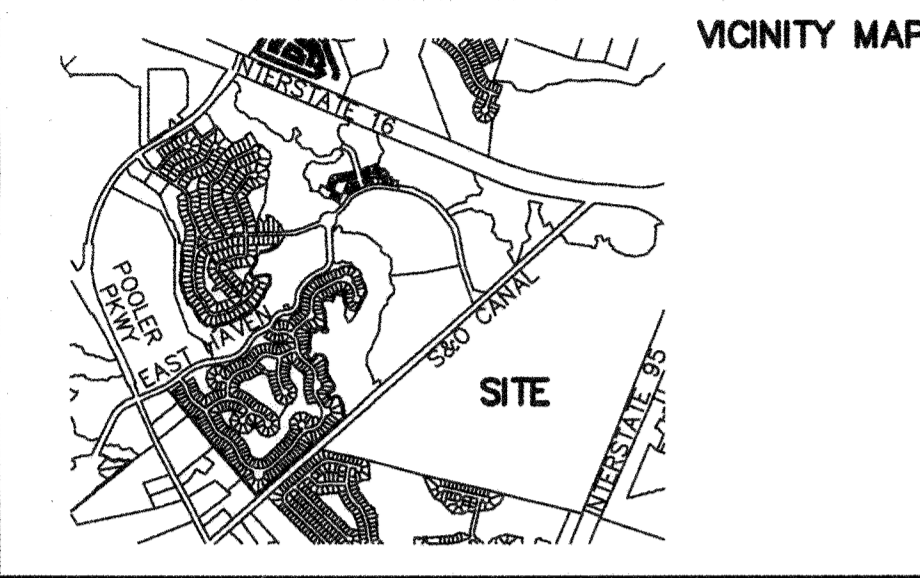 VICINITY MAP
INTERSTATE 16
POOLER
PKWY
EAST HAVEN
S&O CANAL
SITE
INTERSTATE 95